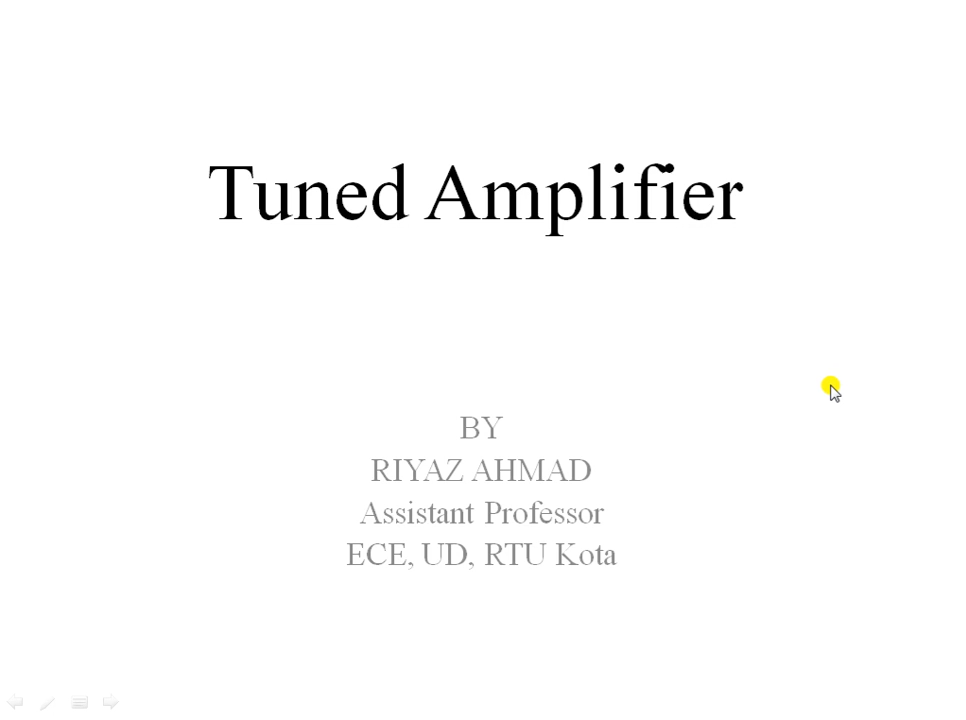 Tuned Amplifier
BY
RIYAZ AHMAD
Assistant Professor
ECE, UD, RTU Kota